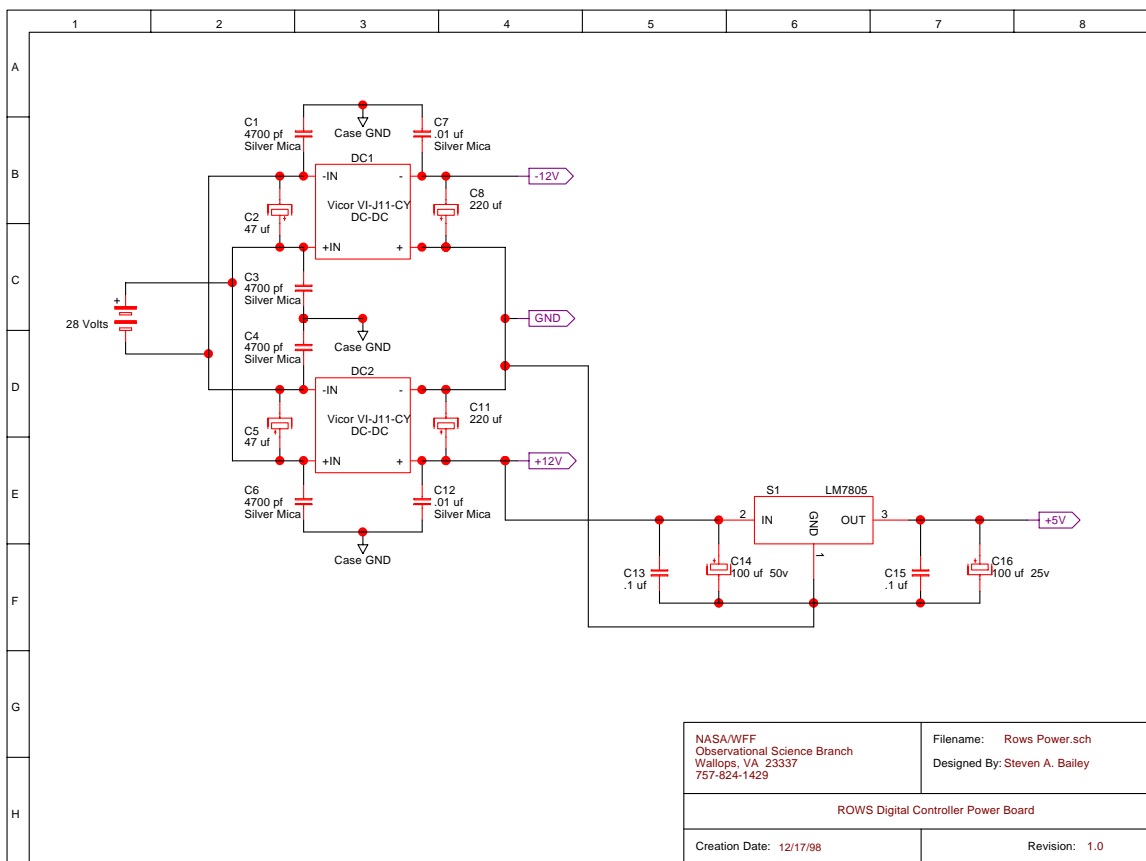 1 2 3 4 5 6 7 8
A
B
C
D
E
F
G
H
C1
4700 pf
Silver Mica
Case GND
C7
.01 uf
Silver Mica
DC1
-IN -
Vicor VI-J11-CY
DC-DC
+IN +
C2
47 uf
C8
220 uf
-12V
C3
4700 pf
Silver Mica
+
28 Volts
GND
C4
4700 pf
Silver Mica
Case GND
DC2
-IN -
Vicor VI-J11-CY
DC-DC
+IN +
C5
47 uf
C11
220 uf
+12V
C6
4700 pf
Silver Mica
C12
.01 uf
Silver Mica
Case GND
S1 LM7805
2 IN GND OUT 3
1
+5V
C13
.1 uf
C14
100 uf 50v
C15
.1 uf
C16
100 uf 25v
NASA/WFF
Observational Science Branch
Wallops, VA 23337
757-824-1429
Filename: Rows Power.sch
Designed By: Steven A. Bailey
ROWS Digital Controller Power Board
Creation Date: 12/17/98
Revision: 1.0